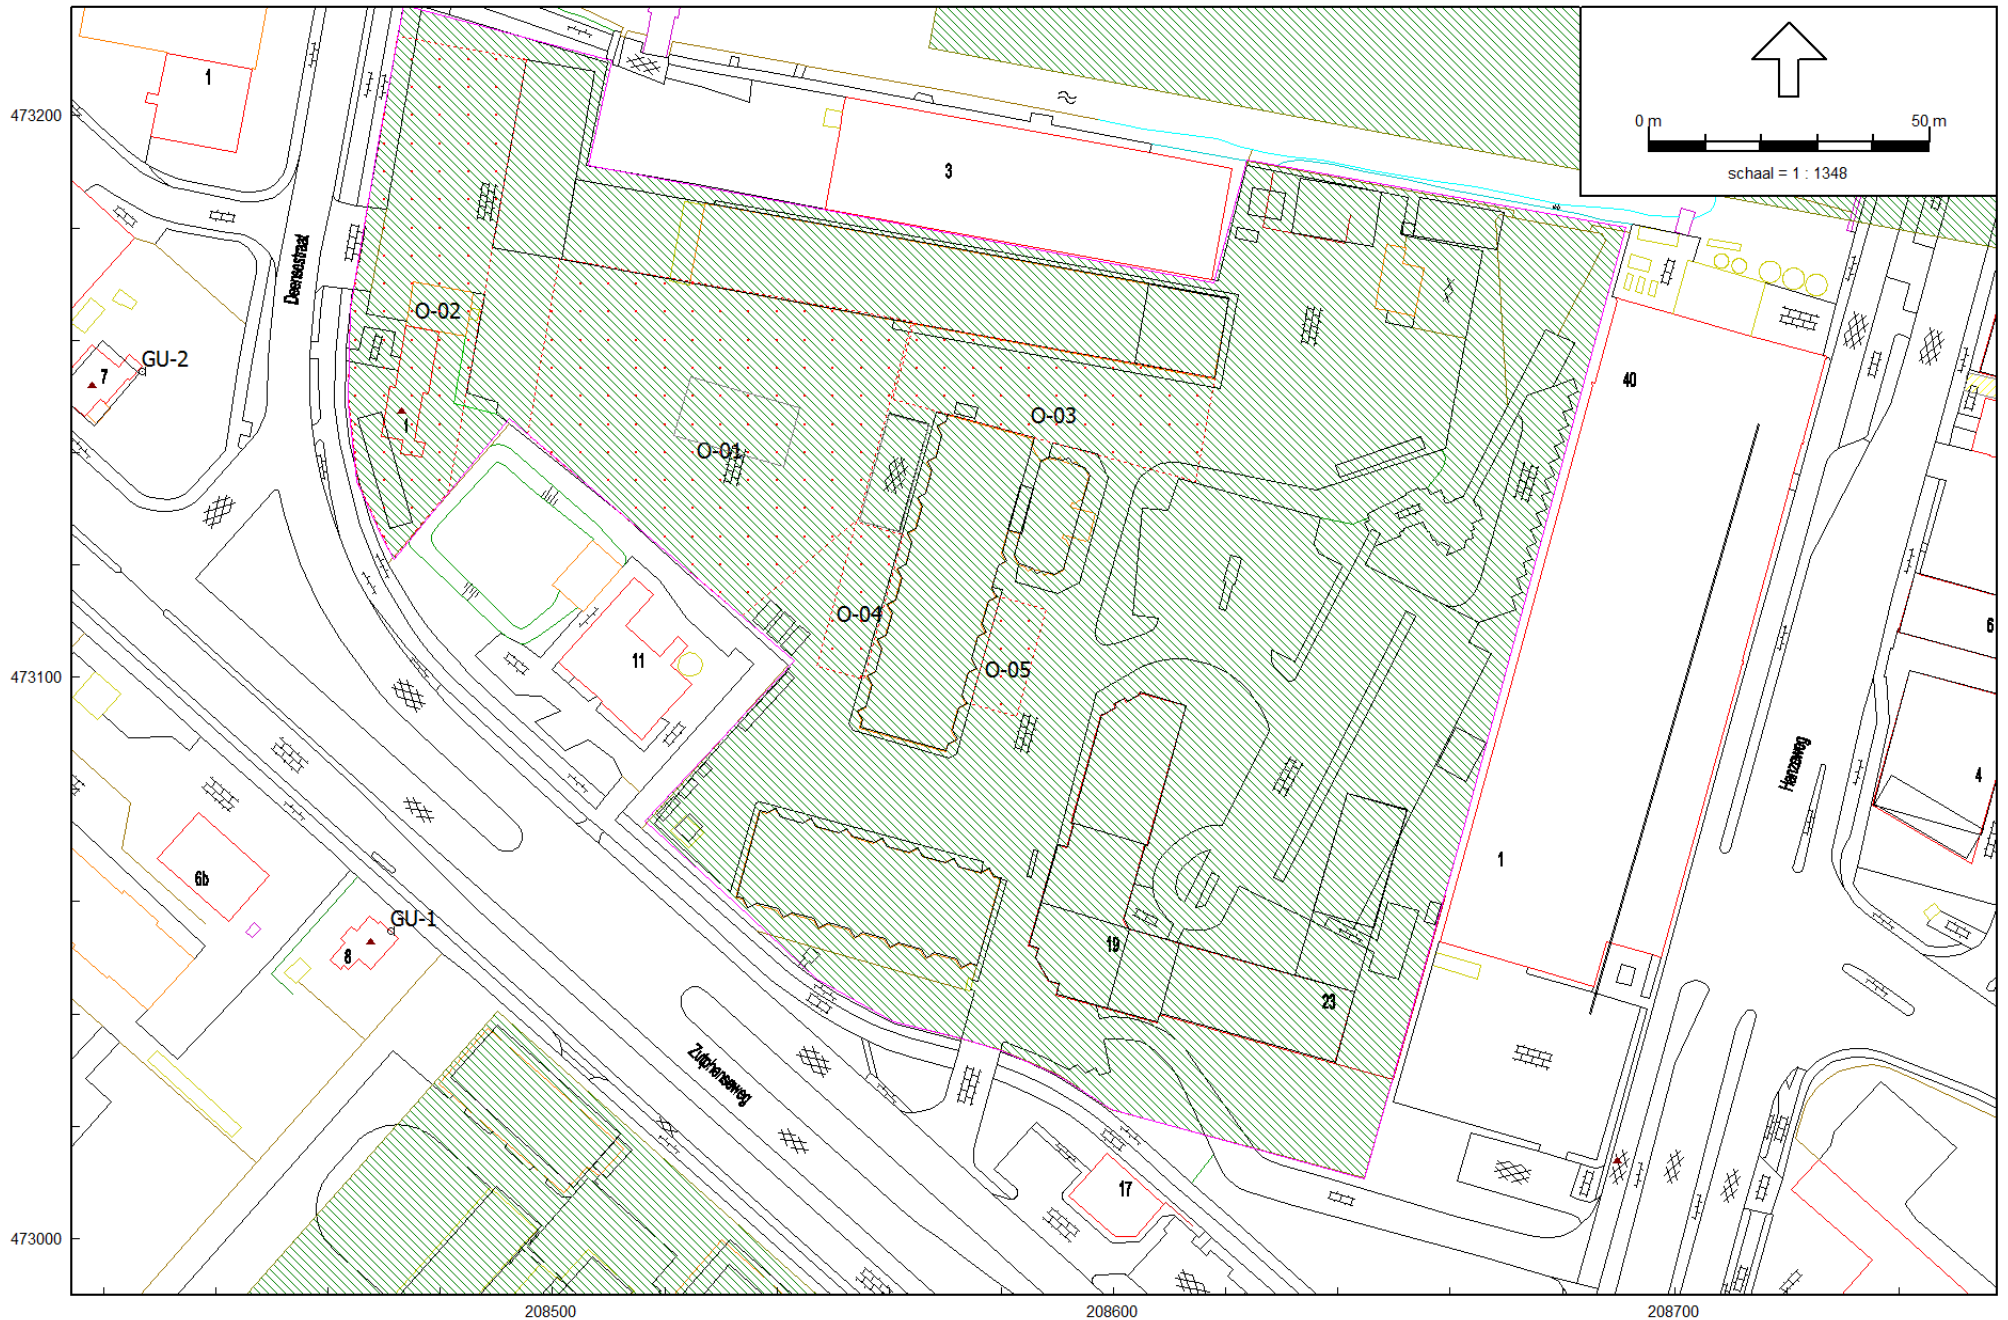 0 m 50 m
schaal = 1 : 1348
473200
473100
473000
208500
208600
208700
1
3
Deensestraat
O-02
GU-2
7
1
O-03
O-01
40
O-04
O-05
11
6
Hanzeweg
4
1
6b
GU-1
8
19
23
Zutphenseweg
17